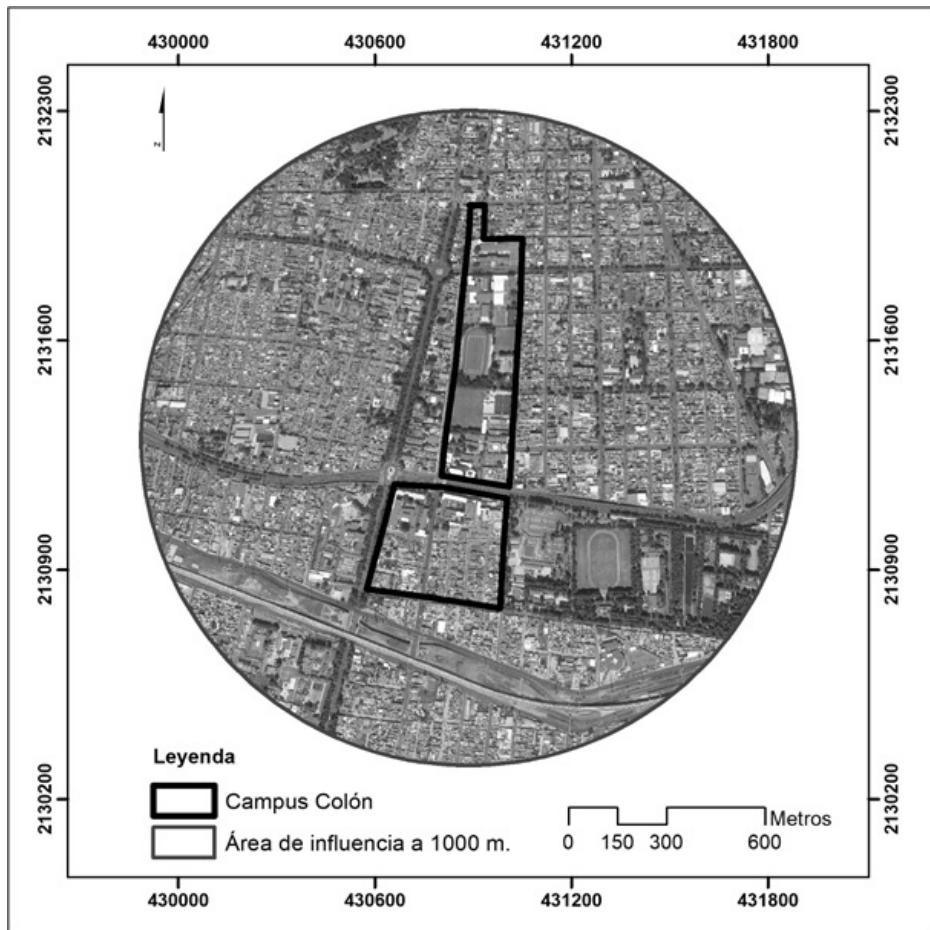 430000 430600 431200 431800
2132300 2132300
N
2131600 2131600
2130900 2130900
2130200 2130200
Leyenda
Campus Colón
Área de influencia a 1000 m.
Metros
0 150 300 600
430000 430600 431200 431800